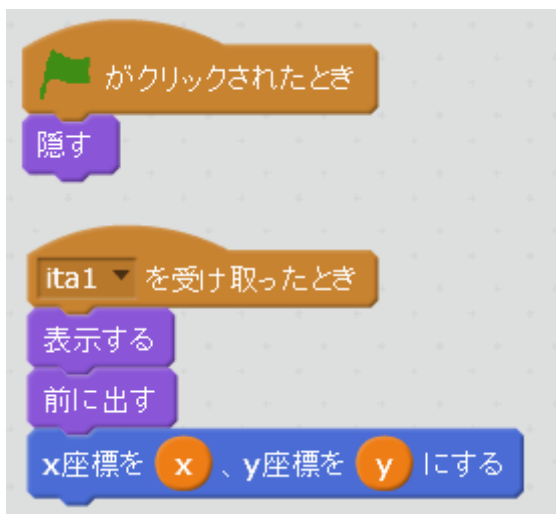 がクリックされたとき
隠す
ita1 を受け取ったとき
表示する
前に出す
x座標を x 、y座標を y にする